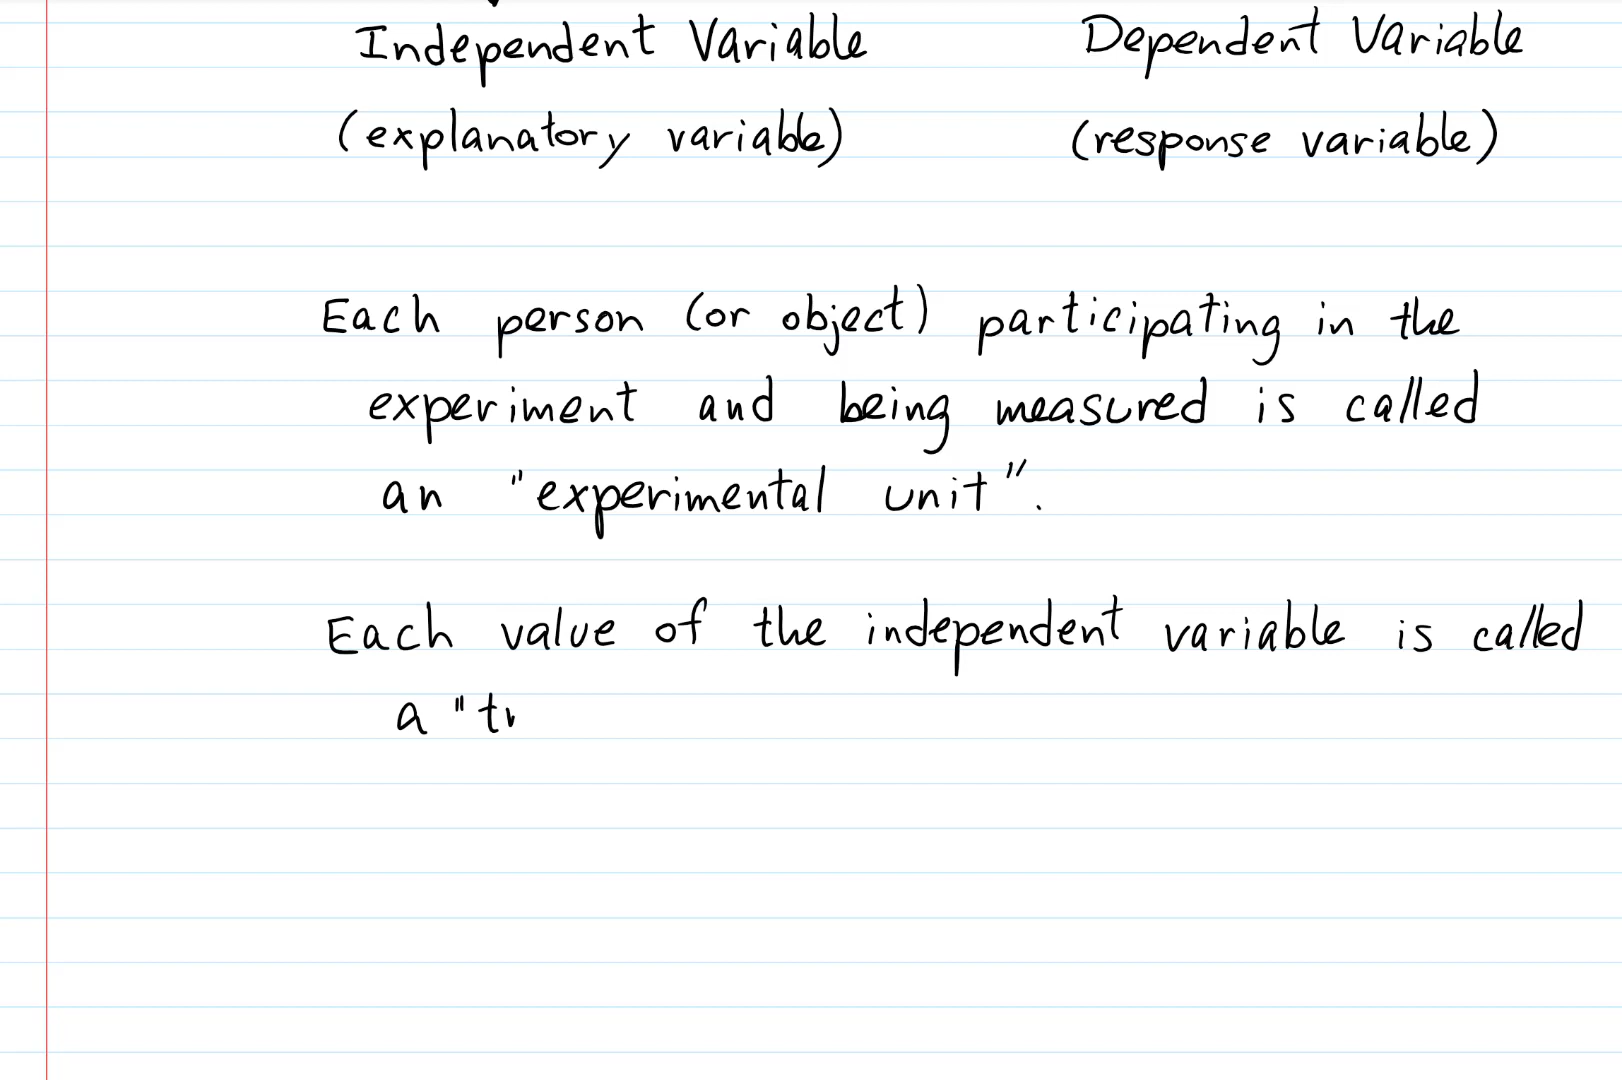 Independent Variable Dependent Variable
(explanatory variable) (response variable)
Each person (or object) participating in the
experiment and being measured is called
an "experimental unit".
Each value of the independent variable is called
a "tr